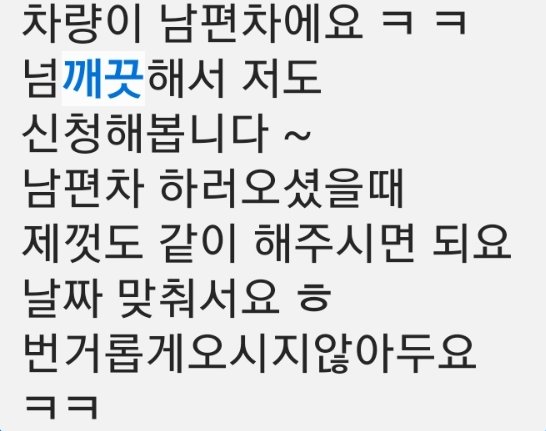 차량이 남편차에요 ㅋ ㅋ
넘깨끗해서 저도
신청해봅니다 ~
남편차 하러오셨을때
제껏도 같이 해주시면 되요
날짜 맞춰서요 ㅎ
번거롭게오시지않아두요
ㅋㅋ